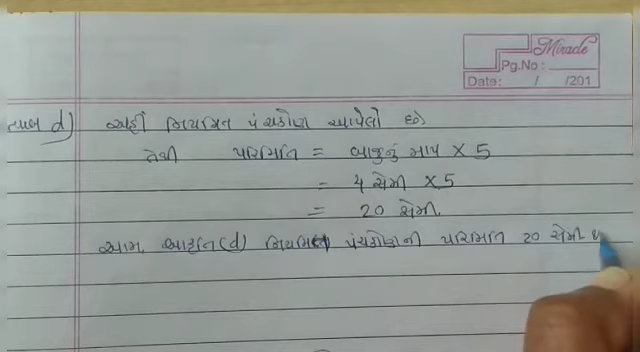 Mirade
Pg.No :
Date: / /201
જવાબ d) અહીં નિયમિત પંચકોણ આપેલો છે.
તેથી પરિમિતિ = બાજુનું માપ × 5
= 4 સેમી × 5
= 20 સેમી.
આમ આકૃતિ (d) નિયમિત પંચકોણની પરિમિતિ 20 સેમી